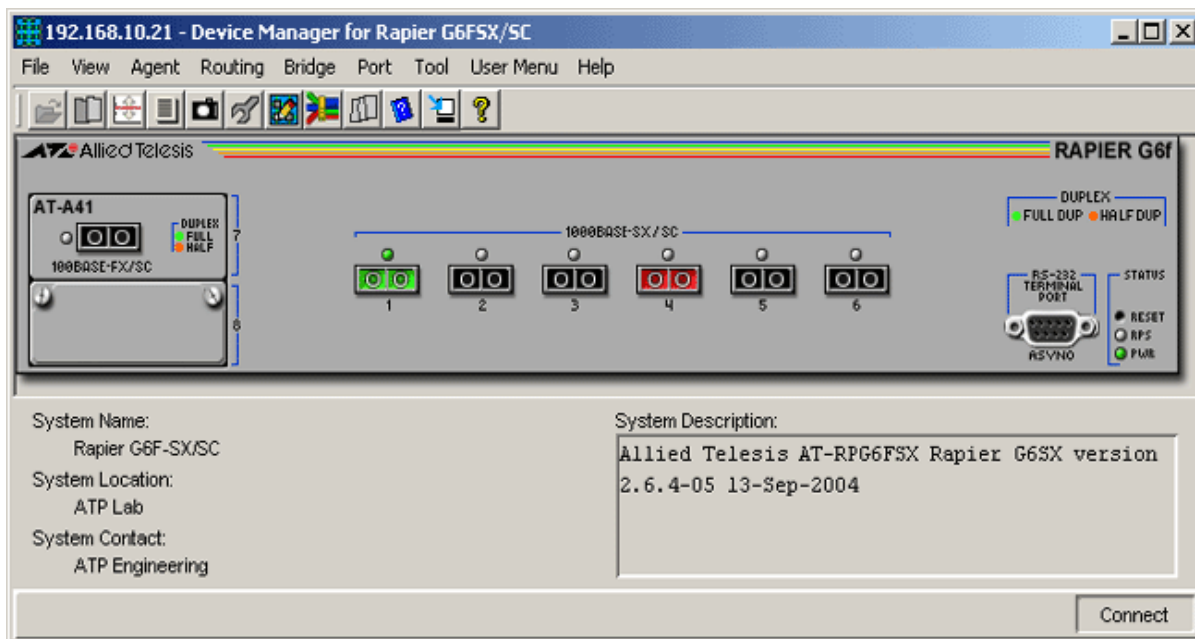 192.168.10.21 - Device Manager for Rapier G6FSX/SC
File View Agent Routing Bridge Port Tool User Menu Help
Allied Telesis
RAPIER G6f
AT-A41
DUPLEX
FULL
HALF
100BASE-FX/SC
7
8
1000BASE-SX/SC
1 2 3 4 5 6
DUPLEX
FULL DUP HALF DUP
RS-232
TERMINAL
PORT
ASYN0
STATUS
RESET
RPS
PWR
System Name:
Rapier G6F-SX/SC
System Location:
ATP Lab
System Contact:
ATP Engineering
System Description:
Allied Telesis AT-RPG6FSX Rapier G6SX version
2.6.4-05 13-Sep-2004
Connect